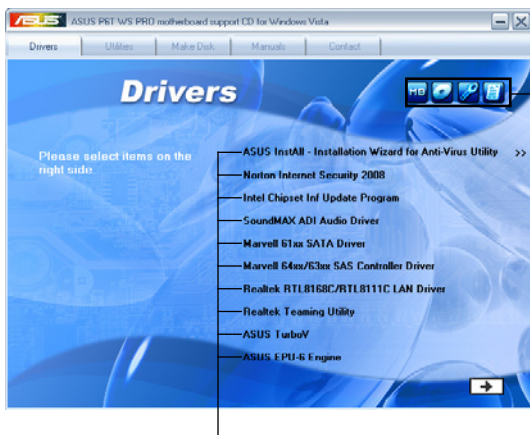 ASUS P6T WS PRO motherboard support CD for Windows Vista
Drivers Utilities Make Disk Manuals Contact
Drivers
Please select items on the
right side.
ASUS InstAll - Installation Wizard for Anti-Virus Utility >>
Norton Internet Security 2008
Intel Chipset Inf Update Program
SoundMAX ADI Audio Driver
Marvell 61xx SATA Driver
Marvell 64xx/63xx SAS Controller Driver
Realtek RTL8168C/RTL8111C LAN Driver
Realtek Teaming Utility
ASUS TurboV
ASUS EPU-6 Engine